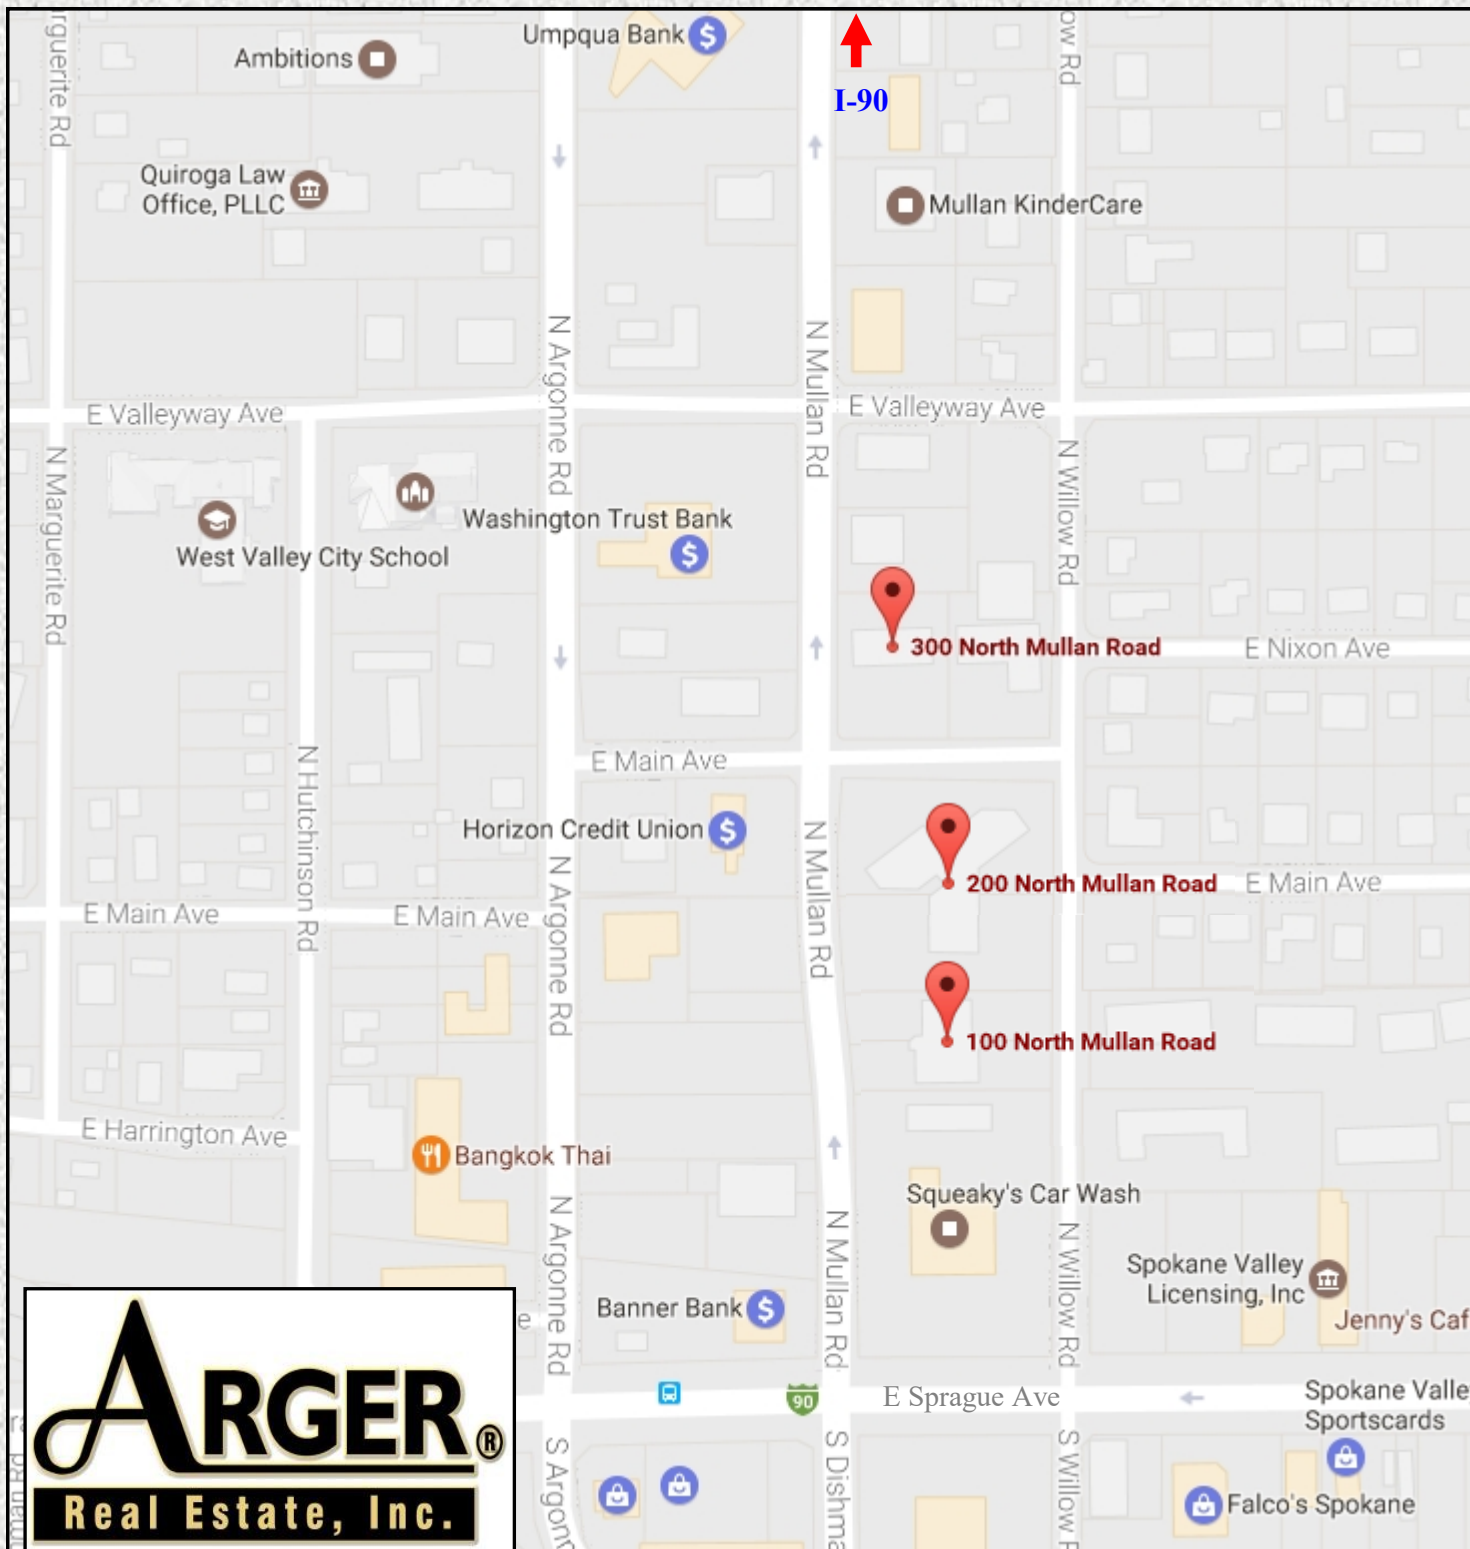 Umpqua Bank
Ambitions
I-90
Quiroga Law
Office, PLLC
Mullan KinderCare
N Argonne Rd
N Mullan Rd
E Valleyway Ave
E Valleyway Ave
N Marguerite Rd
N Willow Rd
Washington Trust Bank
West Valley City School
300 North Mullan Road
E Nixon Ave
E Main Ave
N Hutchinson Rd
Horizon Credit Union
N Mullan Rd
N Argonne Rd
200 North Mullan Road
E Main Ave
E Main Ave
E Main Ave
100 North Mullan Road
E Harrington Ave
Bangkok Thai
Squeaky's Car Wash
N Argonne Rd
N Mullan Rd
N Willow Rd
Spokane Valley
Licensing, Inc
Banner Bank
Jenny's Caf
90
E Sprague Ave
Spokane Valle
Sportscards
S Argonn
S Dishma
S Willow
Falco's Spokane
ARGER®
Real Estate, Inc.